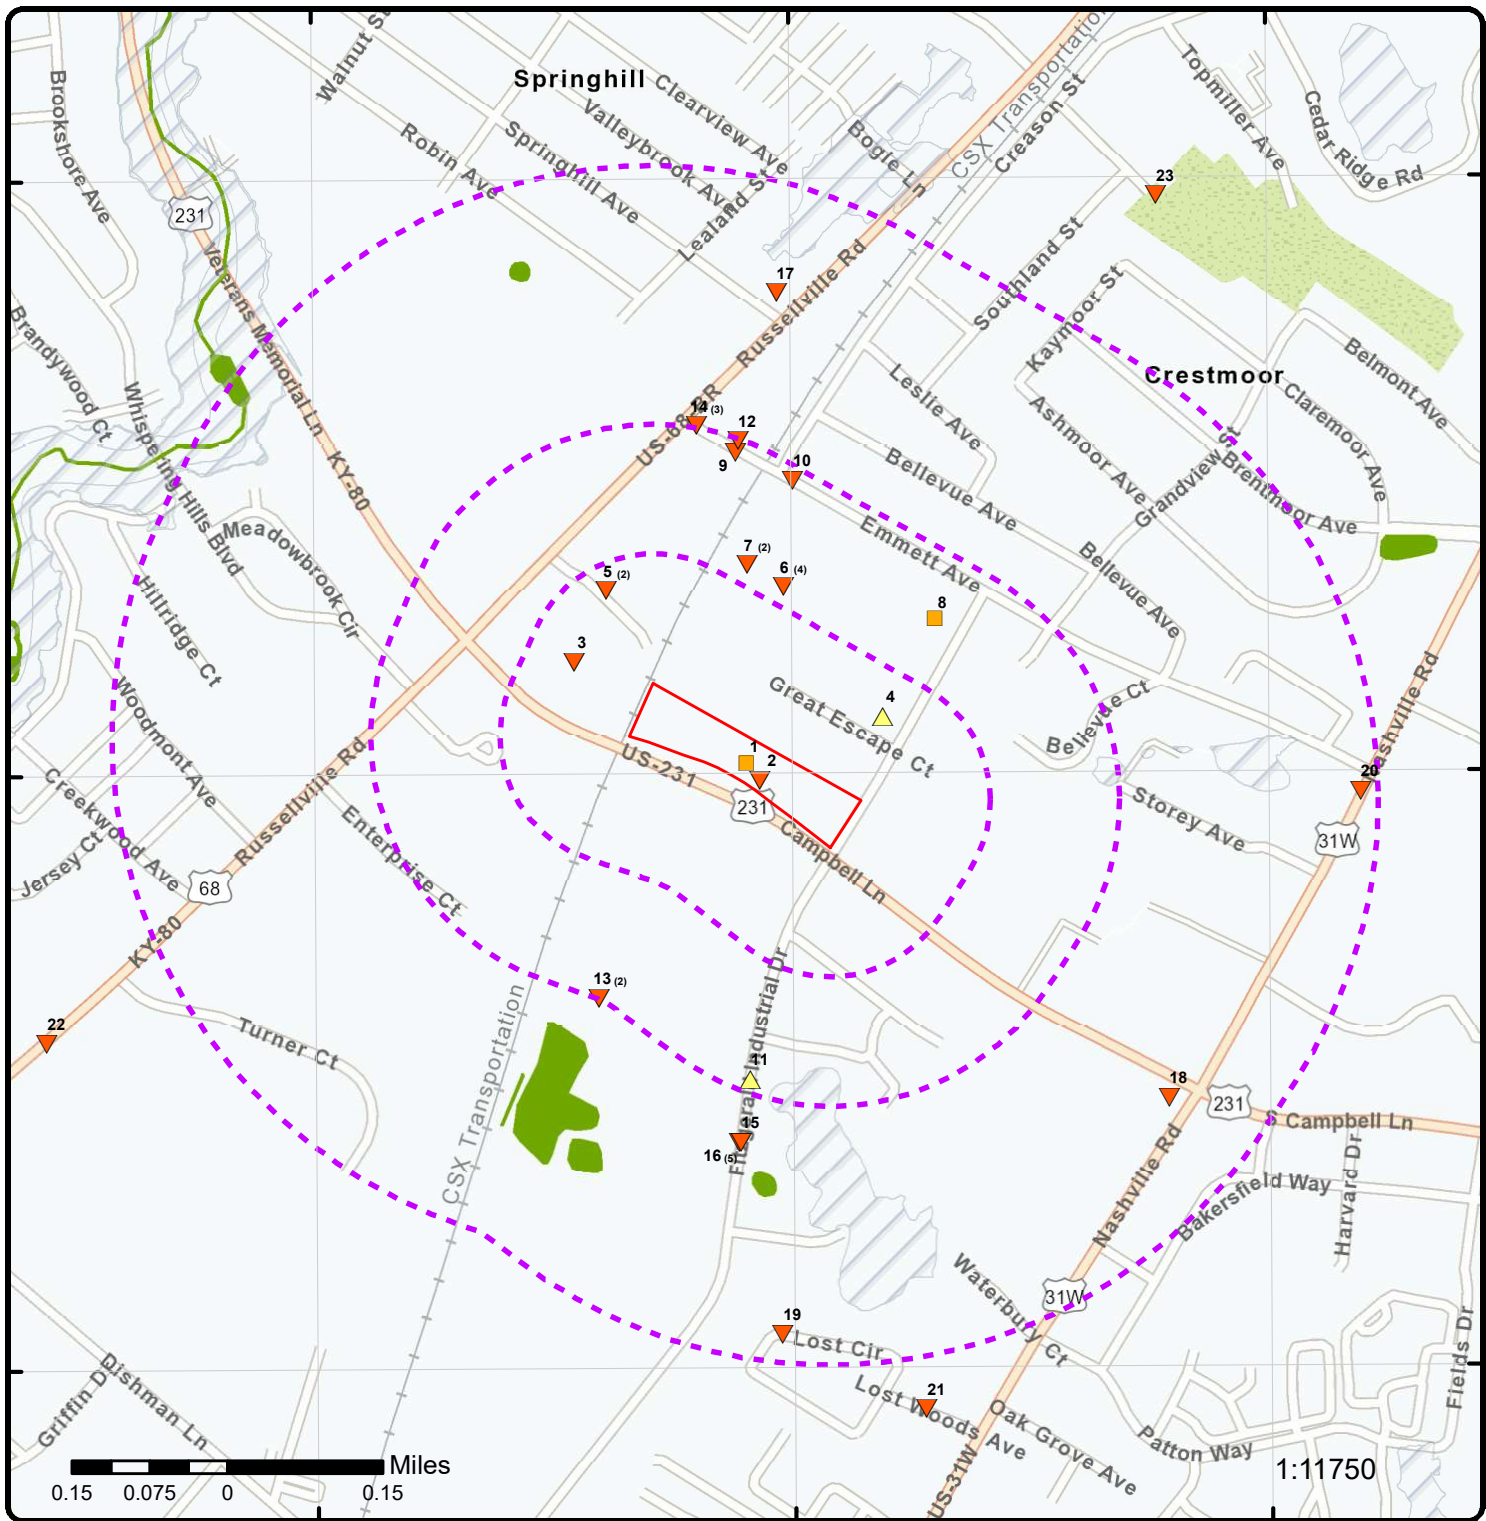 Springhill
Walnut St
Clearview Ave
Valleybrook Ave
Springhill Ave
Robin Ave
Lealand St
Bogie Ln
CSX Transportation
Creason St
Topmiller Ave
Cedar Ridge Rd
Brookshore Ave
231
Veterans Memorial Ln
23
Southland St
Kaymoor St
17
Russellville Rd
Brandywood Ct
Whispering Hills Blvd
Crestmoor
Belmont Ave
Claremoor Ave
Leslie Ave
Ashmoor Ave
Grandview St
Brentmoor Ave
14 (3)
12
9
10
US-68 BR
KY-80
Bellevue Ave
Emmett Ave
Bellevue Ave
Meadowbrook Cir
Hillridge Ct
7 (2)
6 (4)
5 (2)
8
3
4
Great Escape Ct
Bellevue Ct
Nashville Rd
Woodmont Ave
1
2
US-231
231
Campbell Ln
20
31W
Storey Ave
Creekwood Ave
Jersey Ct
Russellville Rd
68
Enterprise Ct
KY-80
13 (2)
22
Turner Ct
CSX Transportation
Fitzgerald Industrial Dr
11
15
16 (5)
18
231
S Campbell Ln
Nashville Rd
Bakersfield Way
Harvard Dr
31W
Waterbury Ct
19
Lost Cir
21
Lost Woods Ave
Oak Grove Ave
Patton Way
Fields Dr
US-31W
Griffin Dr
Dishman Ln
Miles
0.15 0.075 0 0.15
1:11750